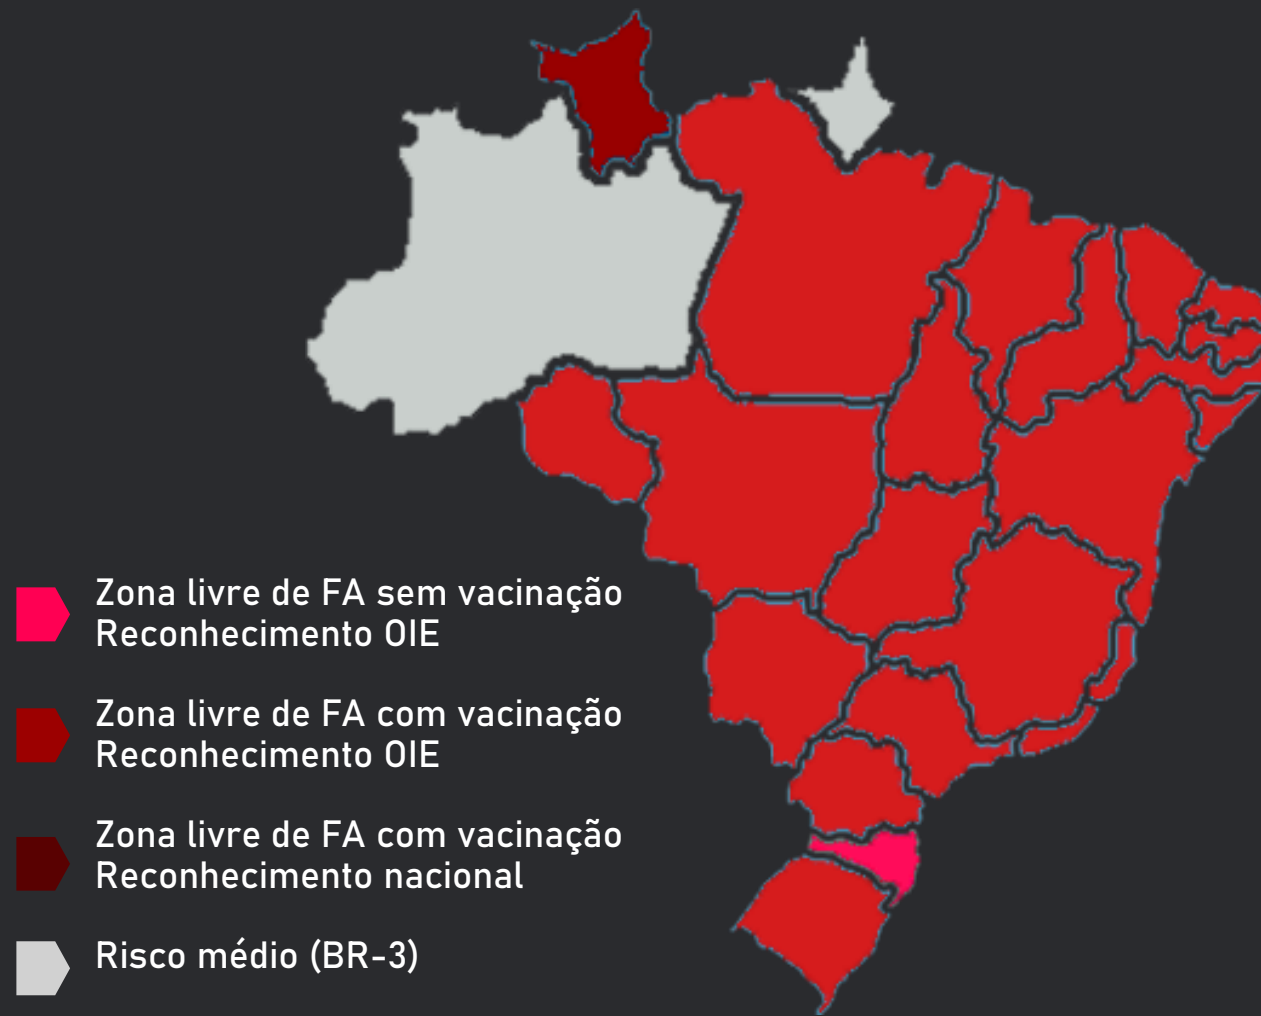 Zona livre de FA sem vacinação
Reconhecimento OIE
Zona livre de FA com vacinação
Reconhecimento OIE
Zona livre de FA com vacinação
Reconhecimento nacional
Risco médio (BR-3)